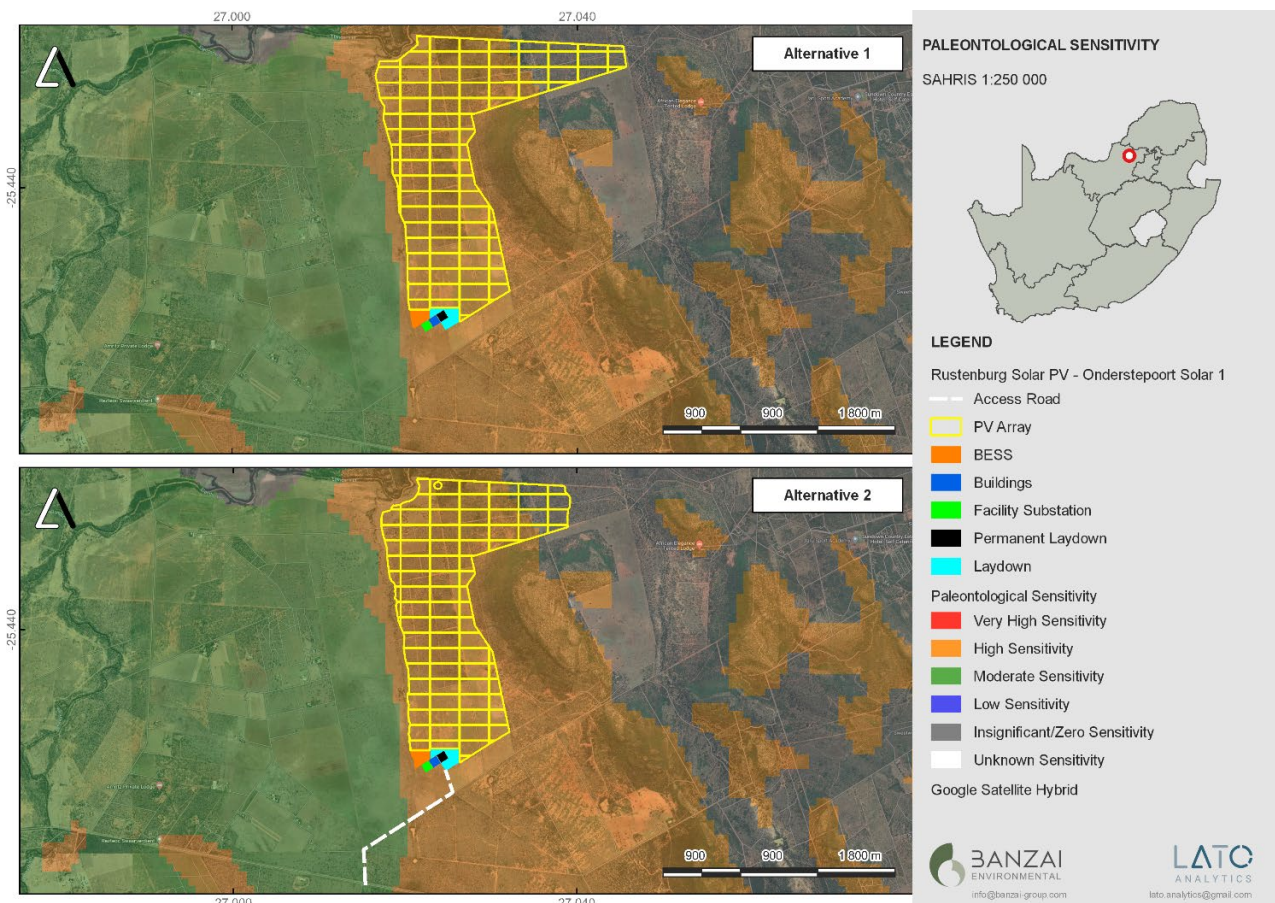 27.000
27.040
Alternative 1
-25.440
900
900
1 800 m
Alternative 2
-25.440
900
900
1 800 m
27.000
27.040
PALEONTOLOGICAL SENSITIVITY
SAHRIS 1:250 000
LEGEND
Rustenburg Solar PV - Onderstepoort Solar 1
Access Road
PV Array
BESS
Buildings
Facility Substation
Permanent Laydown
Laydown
Paleontological Sensitivity
Very High Sensitivity
High Sensitivity
Moderate Sensitivity
Low Sensitivity
Insignificant/Zero Sensitivity
Unknown Sensitivity
Google Satellite Hybrid
BANZAI
ENVIRONMENTAL
info@banzai-group.com
LATO
ANALYTICS
lato.analytics@gmail.com